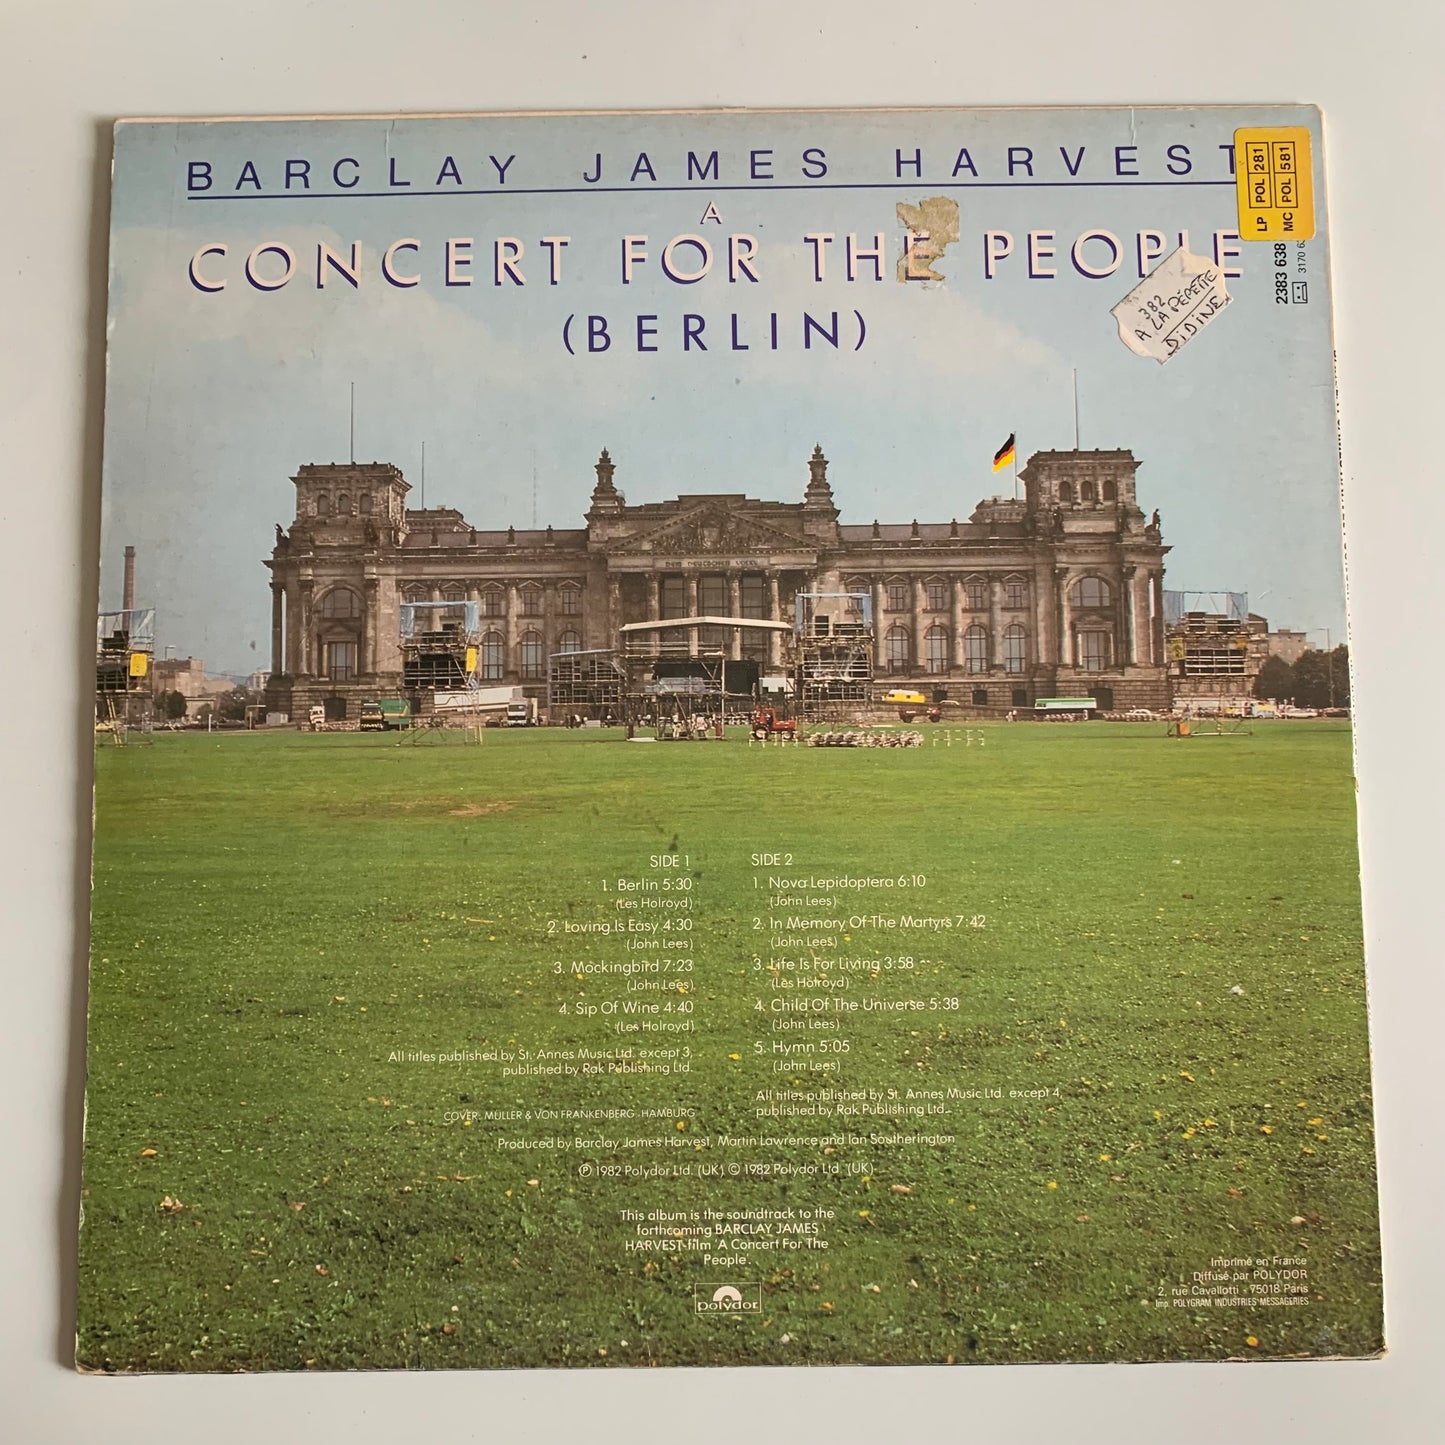 BARCLAY JAMES HARVEST
A
CONCERT FOR THE PEOPLE
(BERLIN)
LP POL 281
MC POL 581
2383 638
3170 63
382
A LA PÉPETTE
DiDiNE
DEM DEUTSCHEN VOLKE
SIDE 1
1. Berlin 5:30
(Les Holroyd)
2. Loving Is Easy 4:30
(John Lees)
3. Mockingbird 7:23
(John Lees)
4. Sip Of Wine 4:40
(Les Holroyd)
All titles published by St. Annes Music Ltd. except 3,
published by Rak Publishing Ltd.
COVER: MÜLLER & VON FRANKENBERG · HAMBURG
SIDE 2
1. Nova Lepidoptera 6:10
(John Lees)
2. In Memory Of The Martyrs 7:42
(John Lees)
3. Life Is For Living 3:58
(Les Holroyd)
4. Child Of The Universe 5:38
(John Lees)
5. Hymn 5:05
(John Lees)
All titles published by St. Annes Music Ltd. except 4,
published by Rak Publishing Ltd.
Produced by Barclay James Harvest, Martin Lawrence and Ian Southerington
℗ 1982 Polydor Ltd. (UK), © 1982 Polydor Ltd. (UK)
This album is the soundtrack to the
forthcoming BARCLAY JAMES
HARVEST-film 'A Concert For The
People'.
polydor
Imprimé en France
Diffusé par POLYDOR
2, rue Cavallotti - 75018 Paris
Imp. POLYGRAM INDUSTRIES MESSAGERIES